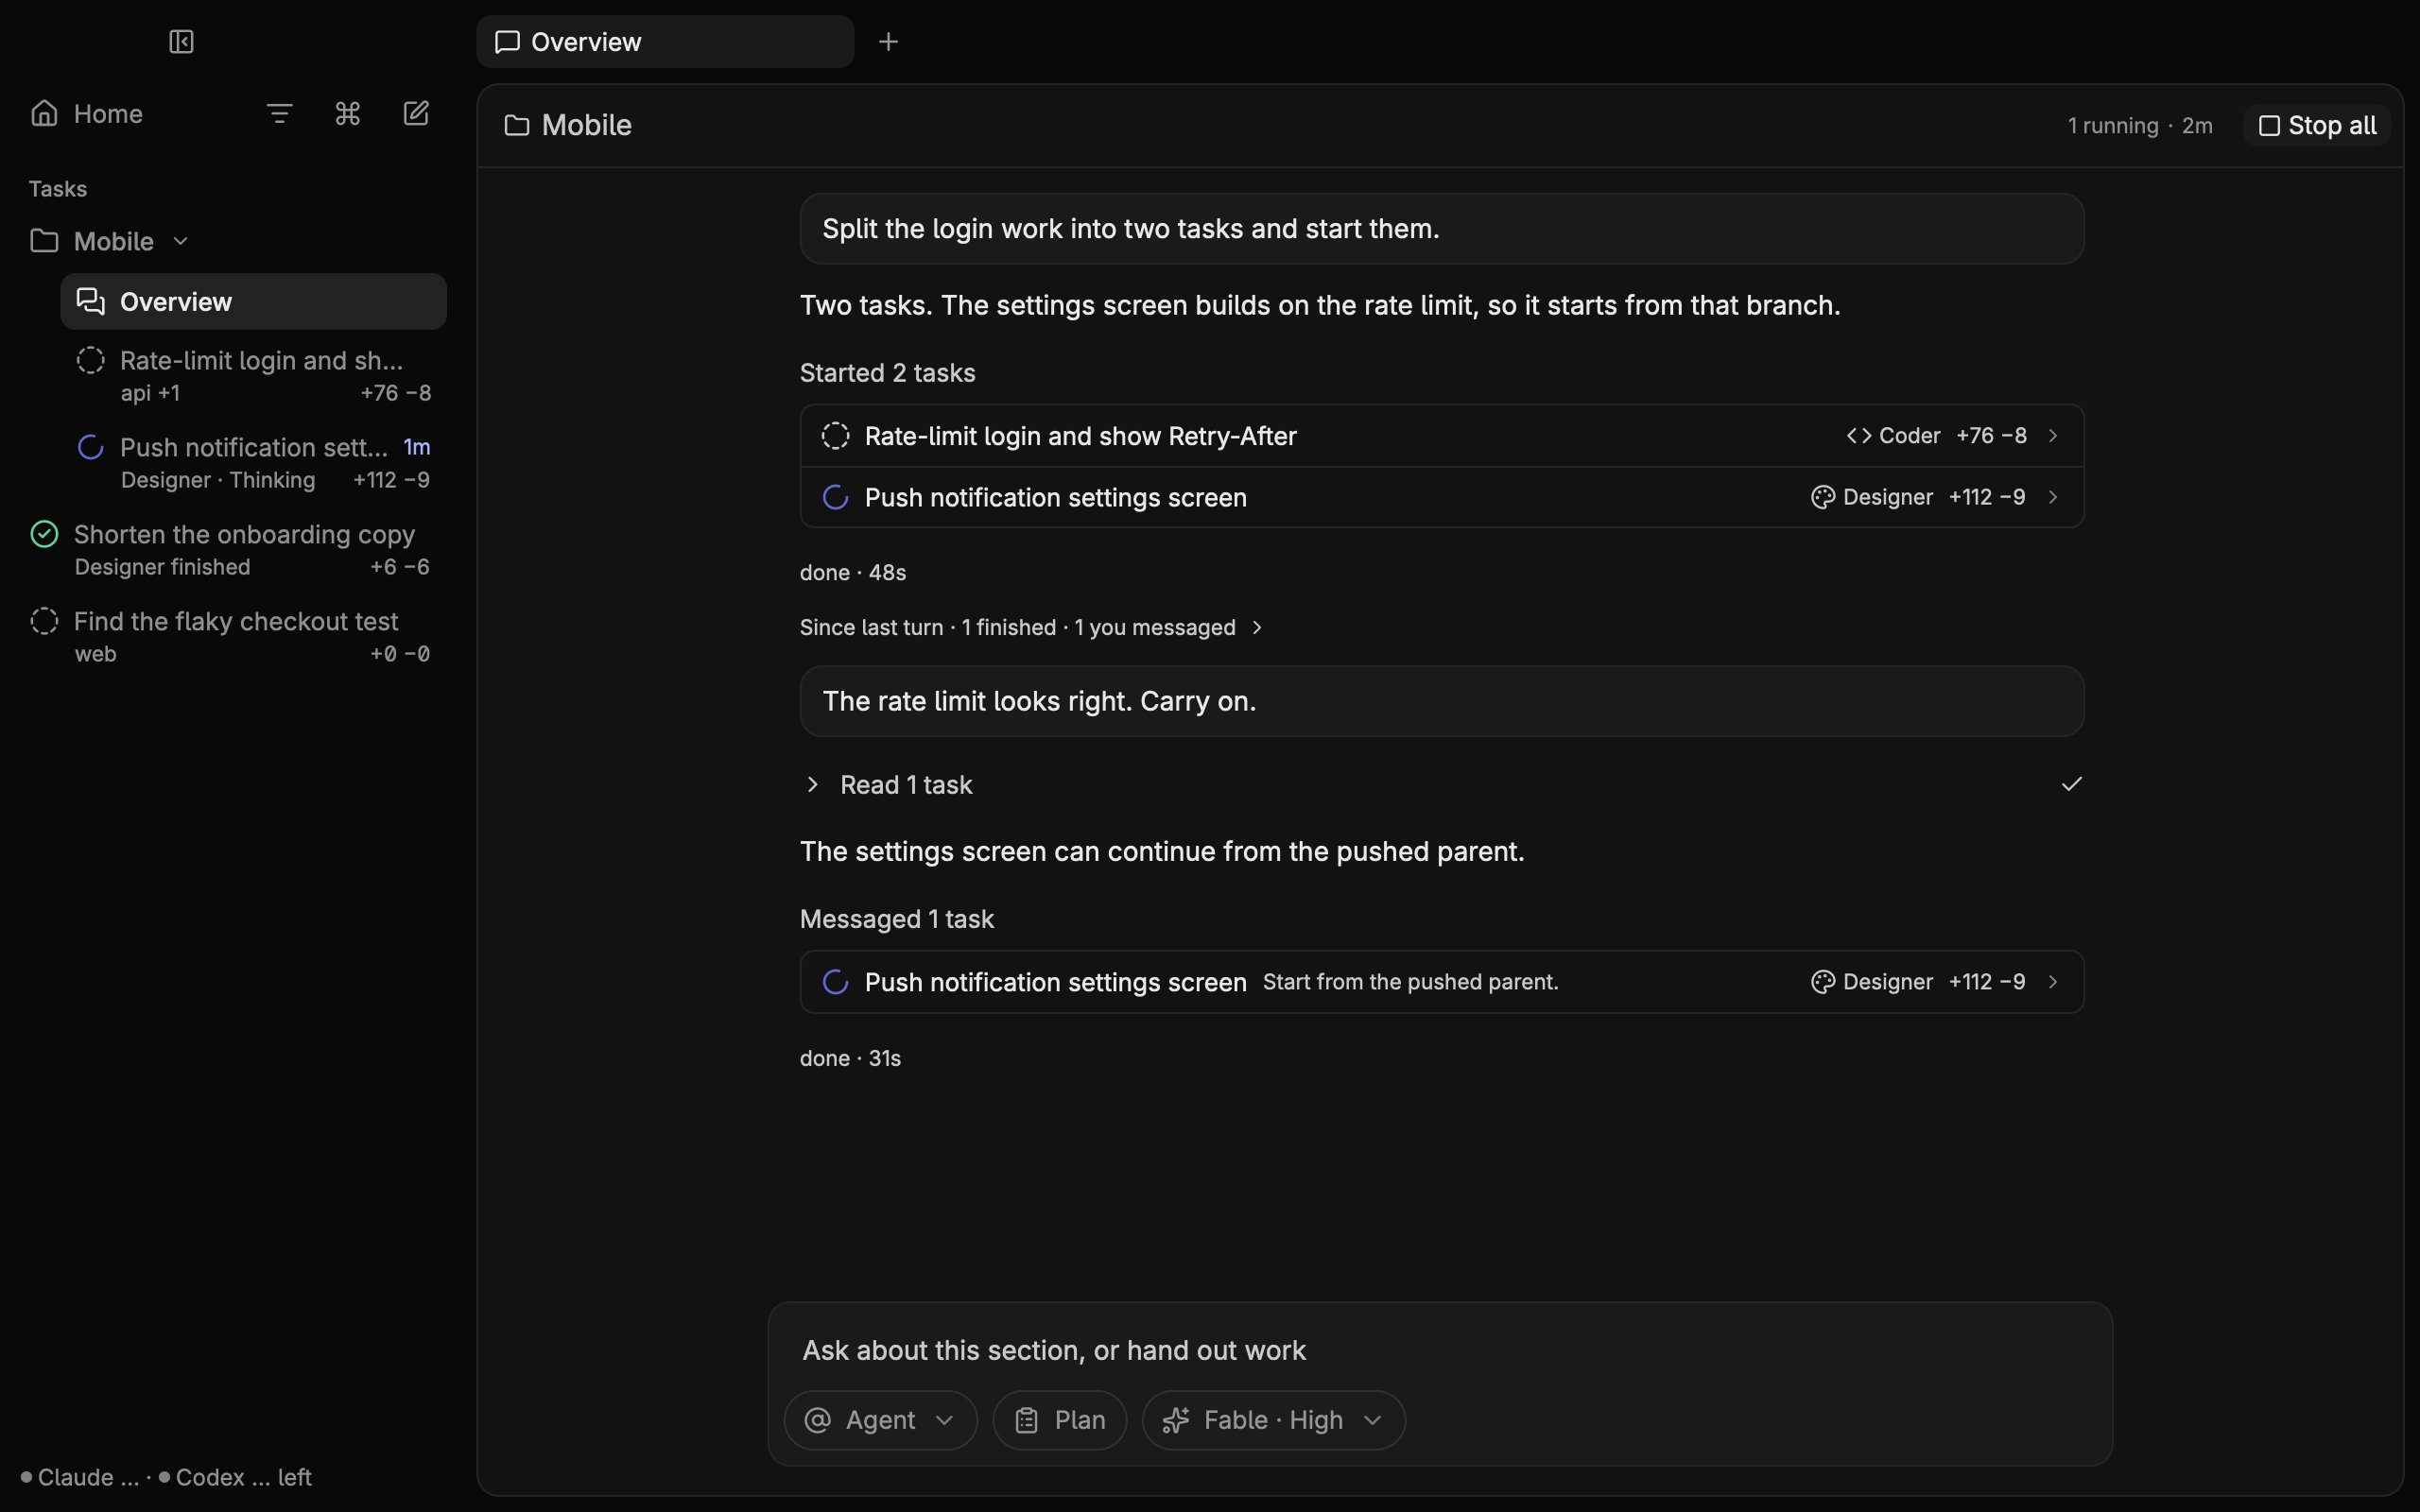 Overview
Home
Mobile
1 running · 2m
Stop all
Tasks
Mobile
Overview
Rate-limit login and sh...
api +1 +76 −8
Push notification sett... 1m
Designer · Thinking +112 −9
Shorten the onboarding copy
Designer finished +6 −6
Find the flaky checkout test
web +0 −0
Claude ... · Codex ... left
Split the login work into two tasks and start them.
Two tasks. The settings screen builds on the rate limit, so it starts from that branch.
Started 2 tasks
Rate-limit login and show Retry-After Coder +76 −8
Push notification settings screen Designer +112 −9
done · 48s
Since last turn · 1 finished · 1 you messaged
The rate limit looks right. Carry on.
Read 1 task
The settings screen can continue from the pushed parent.
Messaged 1 task
Push notification settings screen Start from the pushed parent. Designer +112 −9
done · 31s
Ask about this section, or hand out work
Agent Plan Fable · High